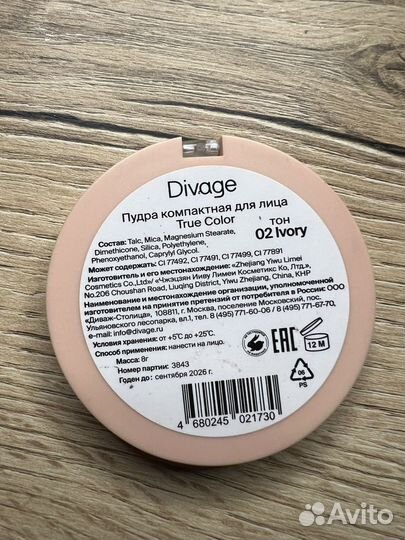 Divage
Пудра компактная для лица
True Color
ТОН
02 Ivory
Состав: Talc, Mica, Magnesium Stearate,
Dimethicone, Silica, Polyethylene,
Phenoxyethanol, Caprylyl Glycol.
Может содержать: CI 77492, CI 77491, CI 77499, CI 77891
Изготовитель и его местонахождение: «Zhejiang Yiwu Limei
Cosmetics Co.,Ltd»/ «Чжэцзян Ииву Лимеи Косметикс Ко, Лтд.»,
No.206 Choushan Road, Liuqing District, Yiwu Zhejiang, China, КНР
Наименование и местонахождение организации, уполномоченной
изготовителем на принятие претензий от потребителя в России ООО
«Диваж-Столица», 108811, г. Москва, поселение Московский, пос.
Ульяновского лесопарка, вл.1, тел. 8 (495) 771-60-06 / 8 (495) 771-67-70,
e-mail: info@divage.ru
Условия хранения: от +5°C до +25°C.
Способ применения: нанести на лицо.
Масса: 8г
Номер партии: 3843
Годен до: сентября 2026 г.
EAC
12 M
06
PS
4 680245 021730
Avito